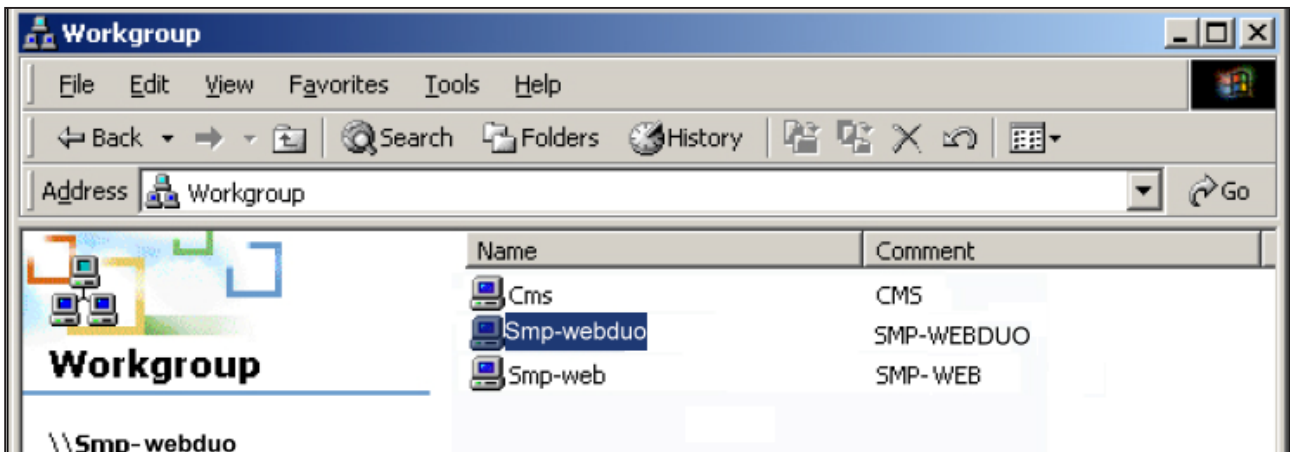 Workgroup
File Edit View Favorites Tools Help
Back Search Folders History
Address Workgroup Go
Name Comment
Cms CMS
Smp-webduo SMP-WEBDUO
Smp-web SMP- WEB
Workgroup
\\Smp- webduo